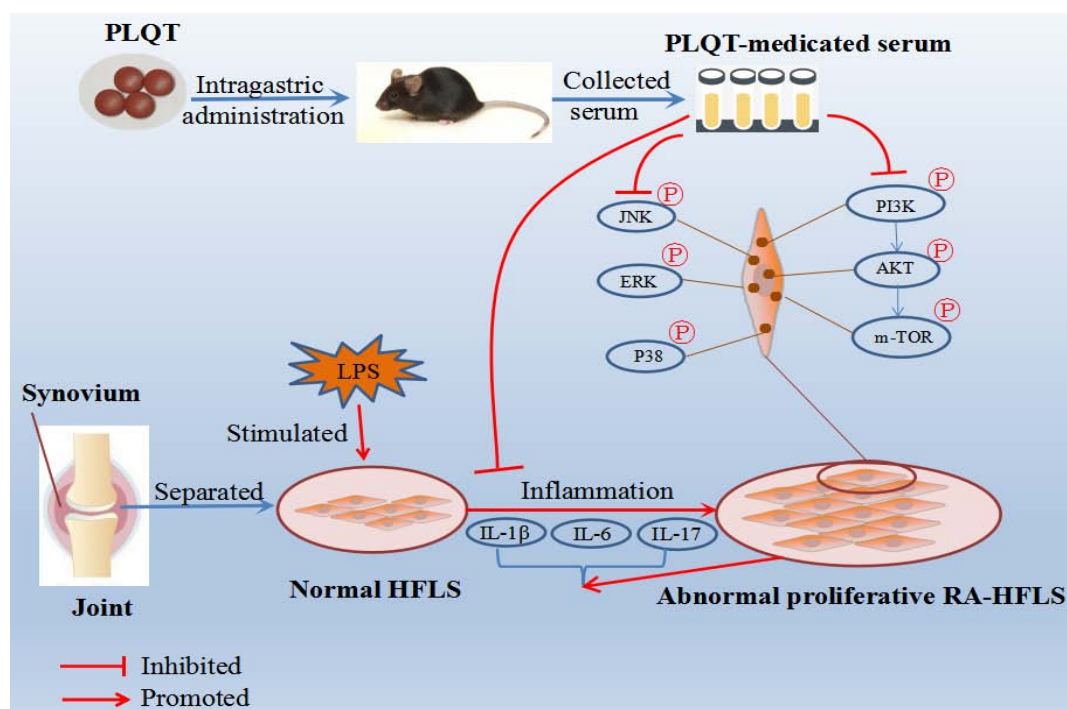 PLQT
PLQT-medicated serum
Intragastric
administration
Collected
serum
P
JNK
P
PI3K
P
ERK
P
AKT
P
P38
P
m-TOR
LPS
Synovium
Stimulated
Separated
Inflammation
IL-1β
IL-6
IL-17
Normal HFLS
Abnormal proliferative RA-HFLS
Joint
Inhibited
Promoted